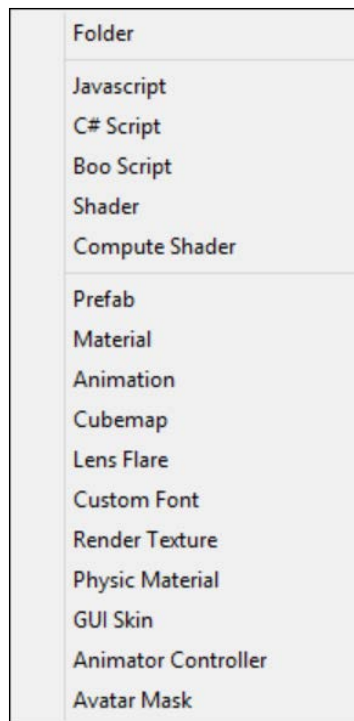 Folder
Javascript
C# Script
Boo Script
Shader
Compute Shader
Prefab
Material
Animation
Cubemap
Lens Flare
Custom Font
Render Texture
Physic Material
GUI Skin
Animator Controller
Avatar Mask